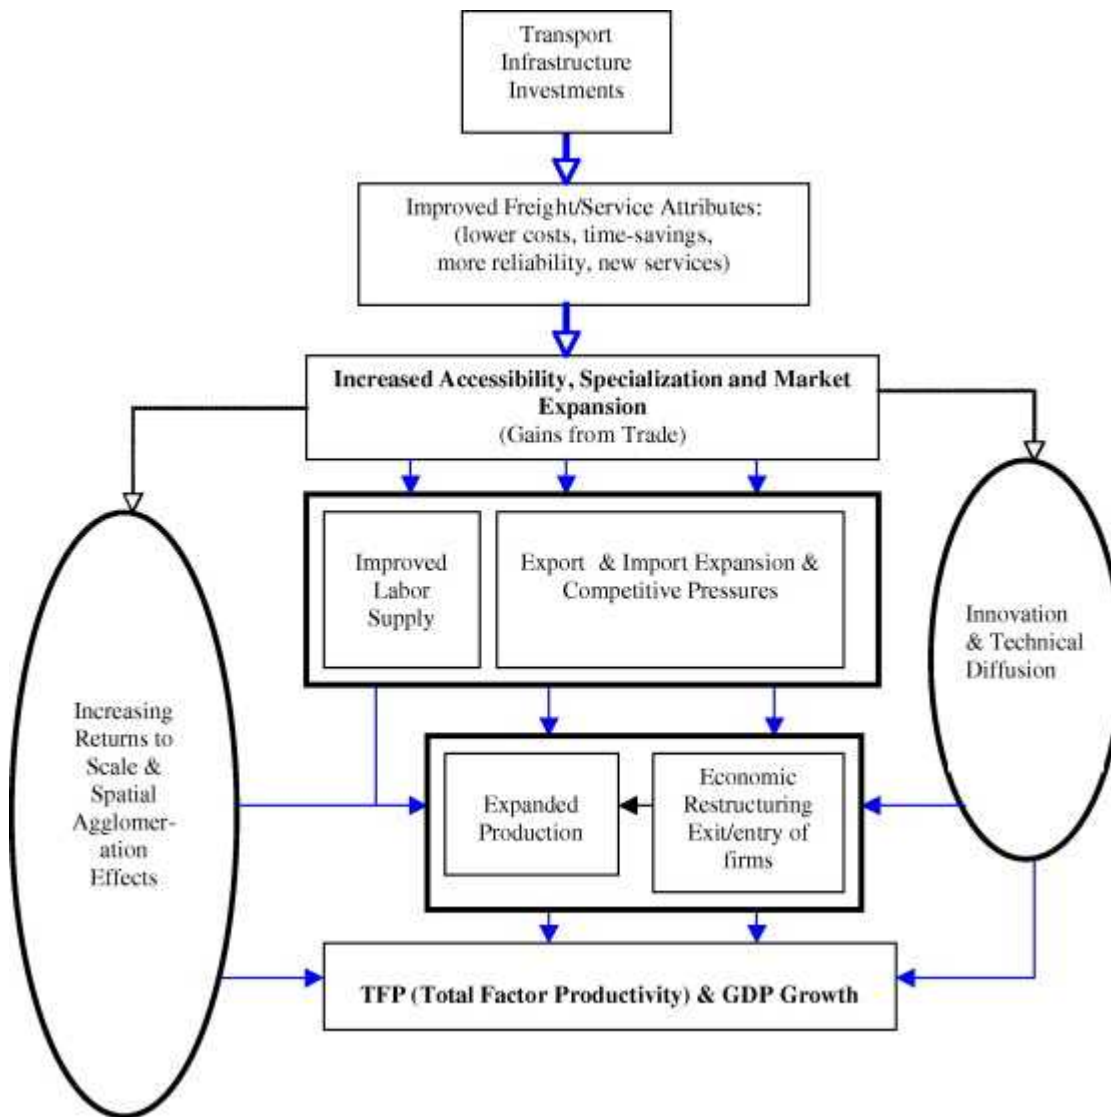 Transport
Infrastructure
Investments
Improved Freight/Service Attributes:
(lower costs, time-savings,
more reliability, new services)
Increased Accessibility, Specialization and Market
Expansion
(Gains from Trade)
Improved
Labor
Supply
Export & Import Expansion &
Competitive Pressures
Innovation
& Technical
Diffusion
Increasing
Returns to
Scale &
Spatial
Agglomer-
ation
Effects
Expanded
Production
Economic
Restructuring
Exit/entry of
firms
TFP (Total Factor Productivity) & GDP Growth